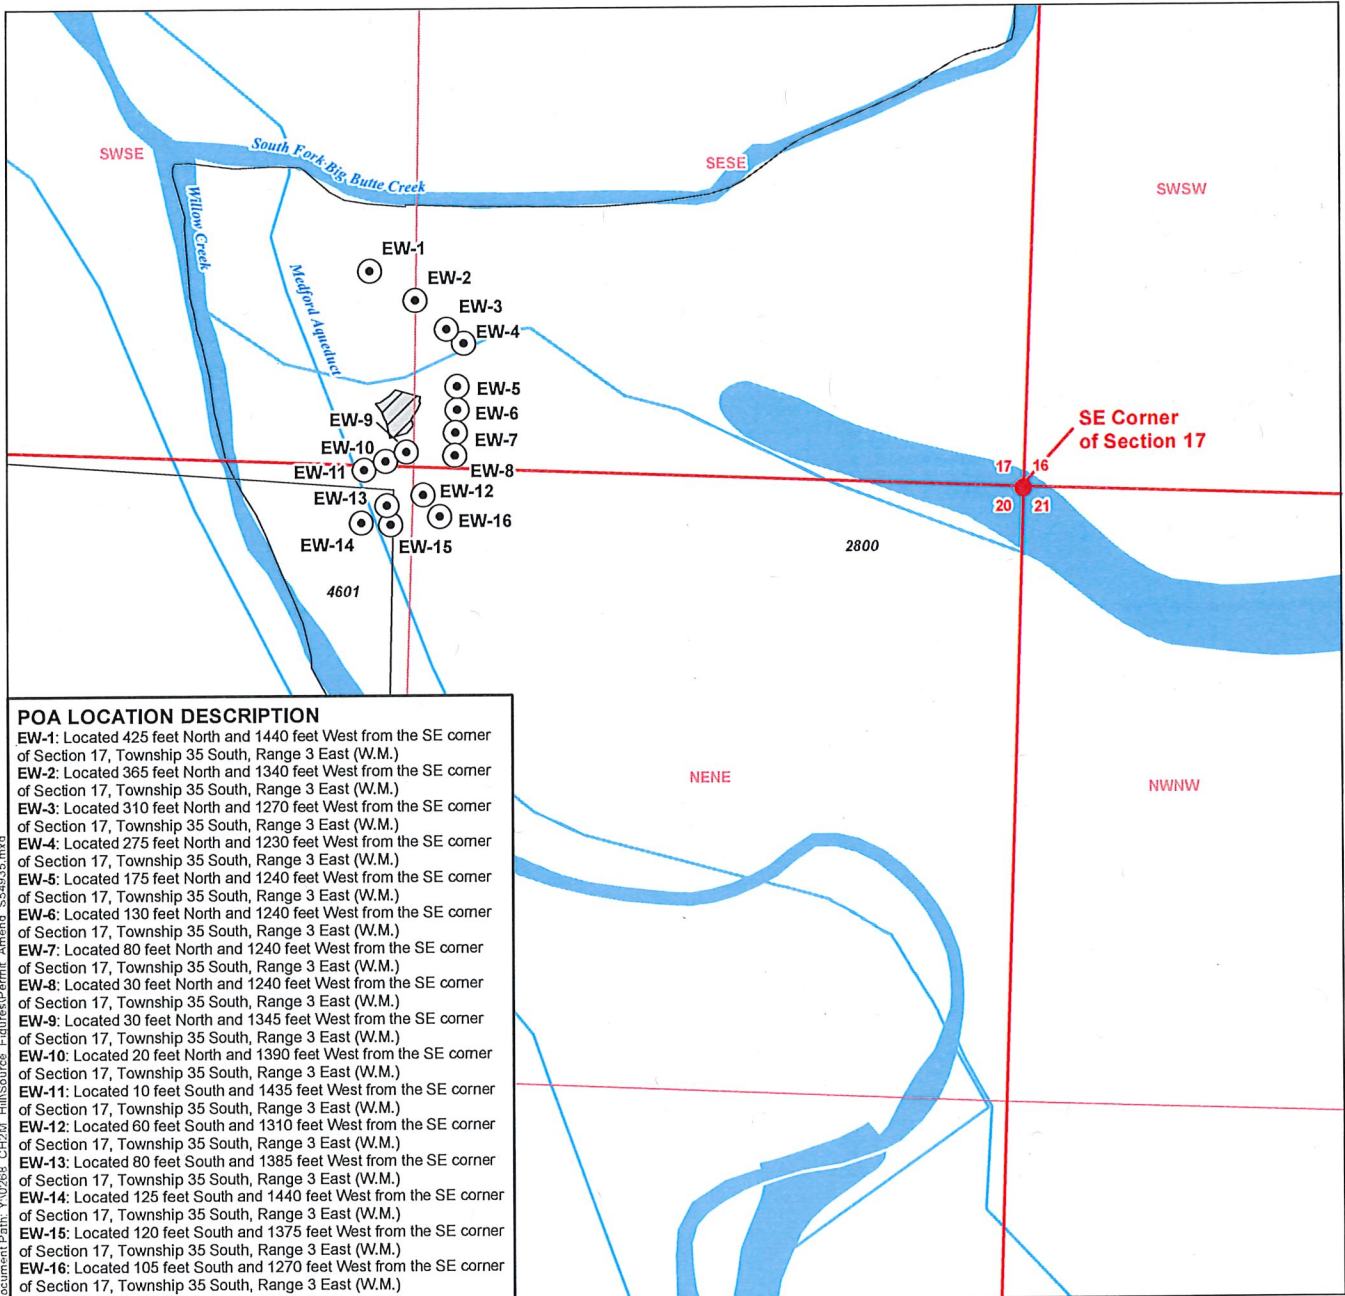 SWSE
South Fork Big Butte Creek
SESE
SWSW
Willow Creek
Medford Aqueduct
EW-1
EW-2
EW-3
EW-4
EW-5
EW-6
EW-7
EW-8
EW-9
EW-10
EW-11
EW-12
EW-13
EW-14
EW-15
EW-16
SE Corner
of Section 17
17 16
20 21
2800
4601
NENE
NWNW
POA LOCATION DESCRIPTION
EW-1: Located 425 feet North and 1440 feet West from the SE corner
of Section 17, Township 35 South, Range 3 East (W.M.)
EW-2: Located 365 feet North and 1340 feet West from the SE corner
of Section 17, Township 35 South, Range 3 East (W.M.)
EW-3: Located 310 feet North and 1270 feet West from the SE corner
of Section 17, Township 35 South, Range 3 East (W.M.)
EW-4: Located 275 feet North and 1230 feet West from the SE corner
of Section 17, Township 35 South, Range 3 East (W.M.)
EW-5: Located 175 feet North and 1240 feet West from the SE corner
of Section 17, Township 35 South, Range 3 East (W.M.)
EW-6: Located 130 feet North and 1240 feet West from the SE corner
of Section 17, Township 35 South, Range 3 East (W.M.)
EW-7: Located 80 feet North and 1240 feet West from the SE corner
of Section 17, Township 35 South, Range 3 East (W.M.)
EW-8: Located 30 feet North and 1240 feet West from the SE corner
of Section 17, Township 35 South, Range 3 East (W.M.)
EW-9: Located 30 feet North and 1345 feet West from the SE corner
of Section 17, Township 35 South, Range 3 East (W.M.)
EW-10: Located 20 feet North and 1390 feet West from the SE corner
of Section 17, Township 35 South, Range 3 East (W.M.)
EW-11: Located 10 feet South and 1435 feet West from the SE corner
of Section 17, Township 35 South, Range 3 East (W.M.)
EW-12: Located 60 feet South and 1310 feet West from the SE corner
of Section 17, Township 35 South, Range 3 East (W.M.)
EW-13: Located 80 feet South and 1385 feet West from the SE corner
of Section 17, Township 35 South, Range 3 East (W.M.)
EW-14: Located 125 feet South and 1440 feet West from the SE corner
of Section 17, Township 35 South, Range 3 East (W.M.)
EW-15: Located 120 feet South and 1375 feet West from the SE corner
of Section 17, Township 35 South, Range 3 East (W.M.)
EW-16: Located 105 feet South and 1270 feet West from the SE corner
of Section 17, Township 35 South, Range 3 East (W.M.)